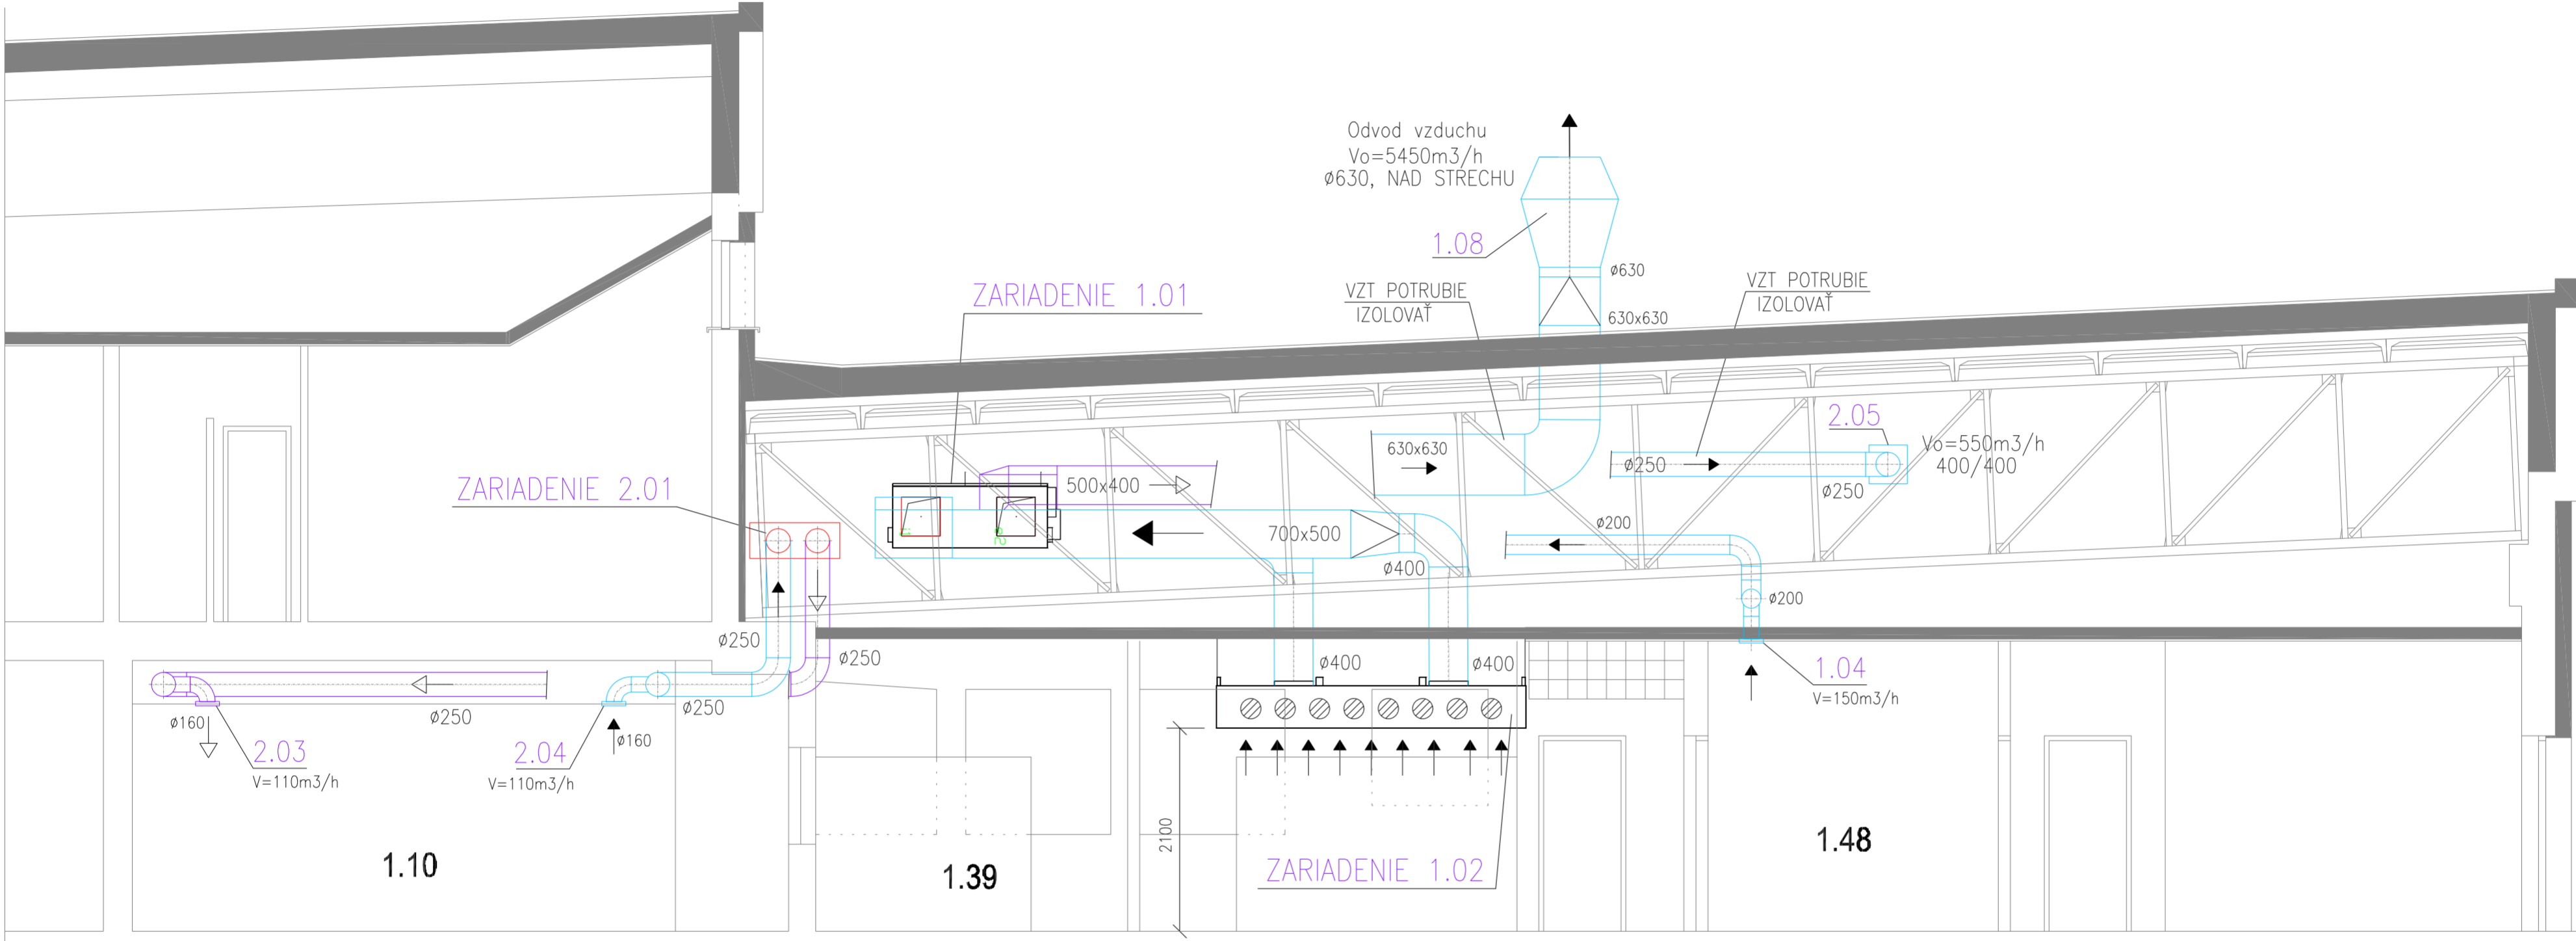 Odvod vzduchu
Vo=5450m3/h
ø630, NAD STRECHU
1.08
ø630
630x630
VZT POTRUBIE
IZOLOVAŤ
VZT POTRUBIE
IZOLOVAŤ
ZARIADENIE 1.01
ZARIADENIE 2.01
500x400
700x500
630x630
ø250
2.05
Vo=550m3/h
400/400
ø250
ø200
ø200
ø400
ø400
ø400
ø250
ø250
ø250
ø250
ø160
2.03
V=110m3/h
ø160
2.04
V=110m3/h
1.04
V=150m3/h
2100
ZARIADENIE 1.02
1.10
1.39
1.48